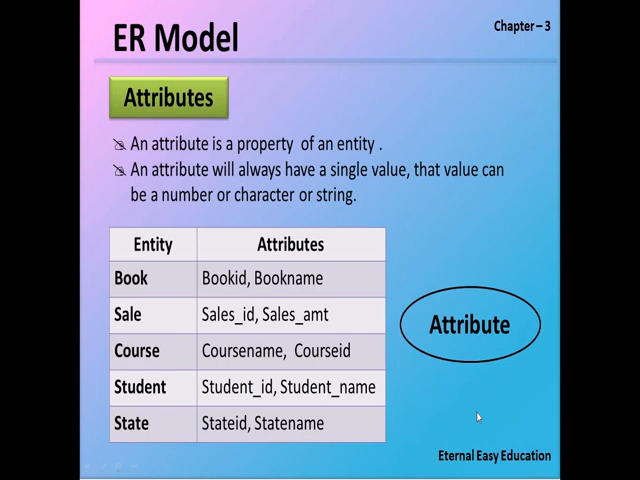 ER Model
Chapter – 3
Attributes
An attribute is a property of an entity .
An attribute will always have a single value, that value can
be a number or character or string.
Entity Attributes
Book Bookid, Bookname
Sale Sales_id, Sales_amt
Course Coursename, Courseid
Student Student_id, Student_name
State Stateid, Statename
Attribute
Eternal Easy Education